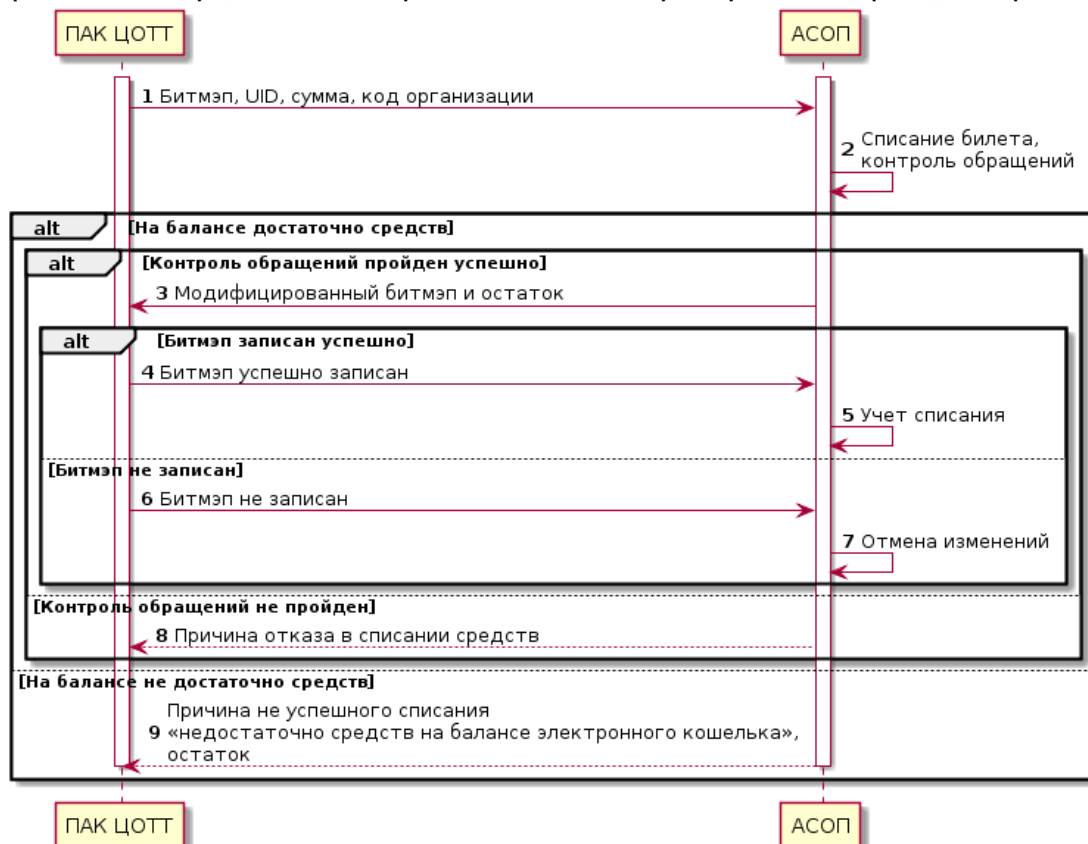 ПАК ЦОТТ
АСОП
1 Битмэп, UID, сумма, код организации
2 Списание билета,
контроль обращений
alt [На балансе достаточно средств]
alt [Контроль обращений пройден успешно]
3 Модифицированный битмэп и остаток
alt [Битмэп записан успешно]
4 Битмэп успешно записан
5 Учет списания
[Битмэп не записан]
6 Битмэп не записан
7 Отмена изменений
[Контроль обращений не пройден]
8 Причина отказа в списании средств
[На балансе не достаточно средств]
Причина не успешного списания
9 «недостаточно средств на балансе электронного кошелька»,
остаток
ПАК ЦОТТ
АСОП